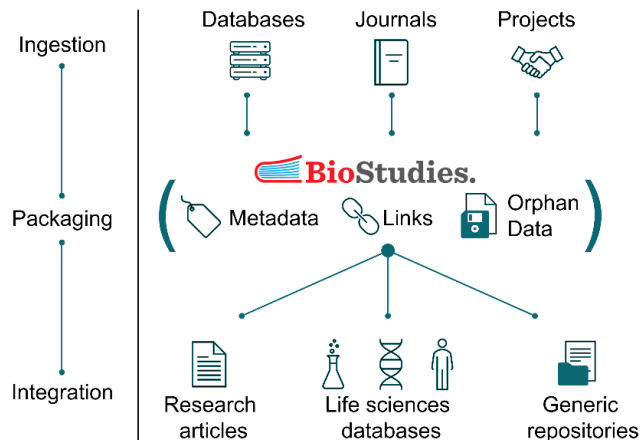 Ingestion
Databases
Journals
Projects
BioStudies.
Packaging
Metadata
Links
Orphan
Data
Integration
Research
articles
Life sciences
databases
Generic
repositories